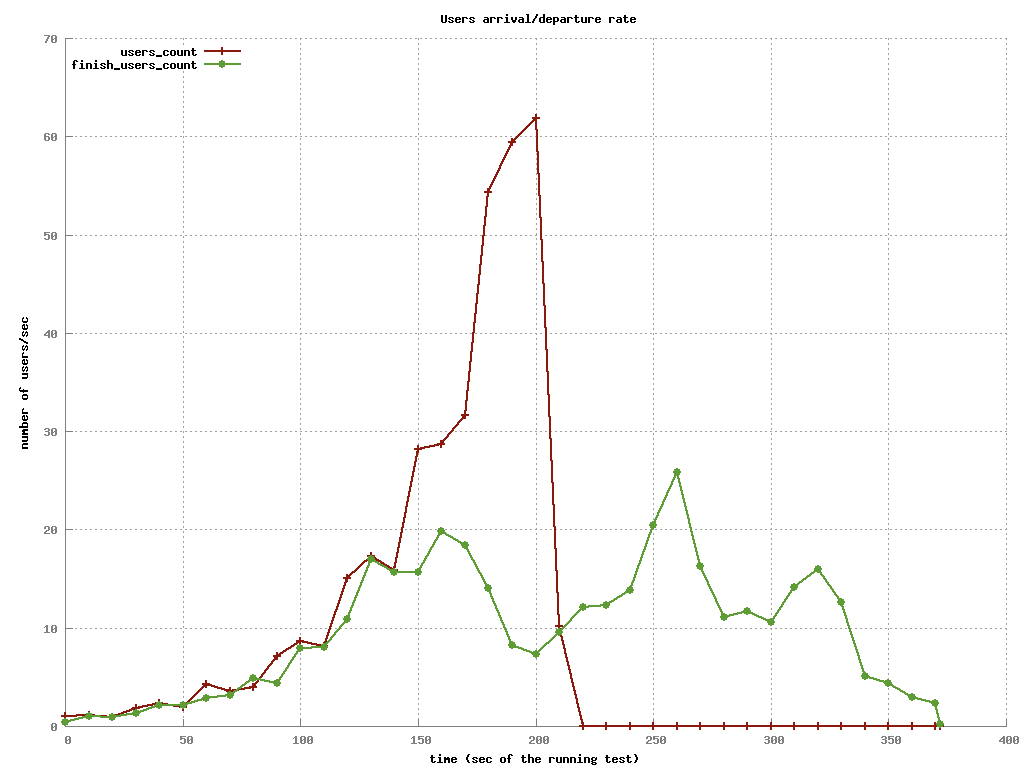 Users arrival/departure rate
users_count
finish_users_count
number of users/sec
70
60
50
40
30
20
10
0
0 50 100 150 200 250 300 350 400
time (sec of the running test)